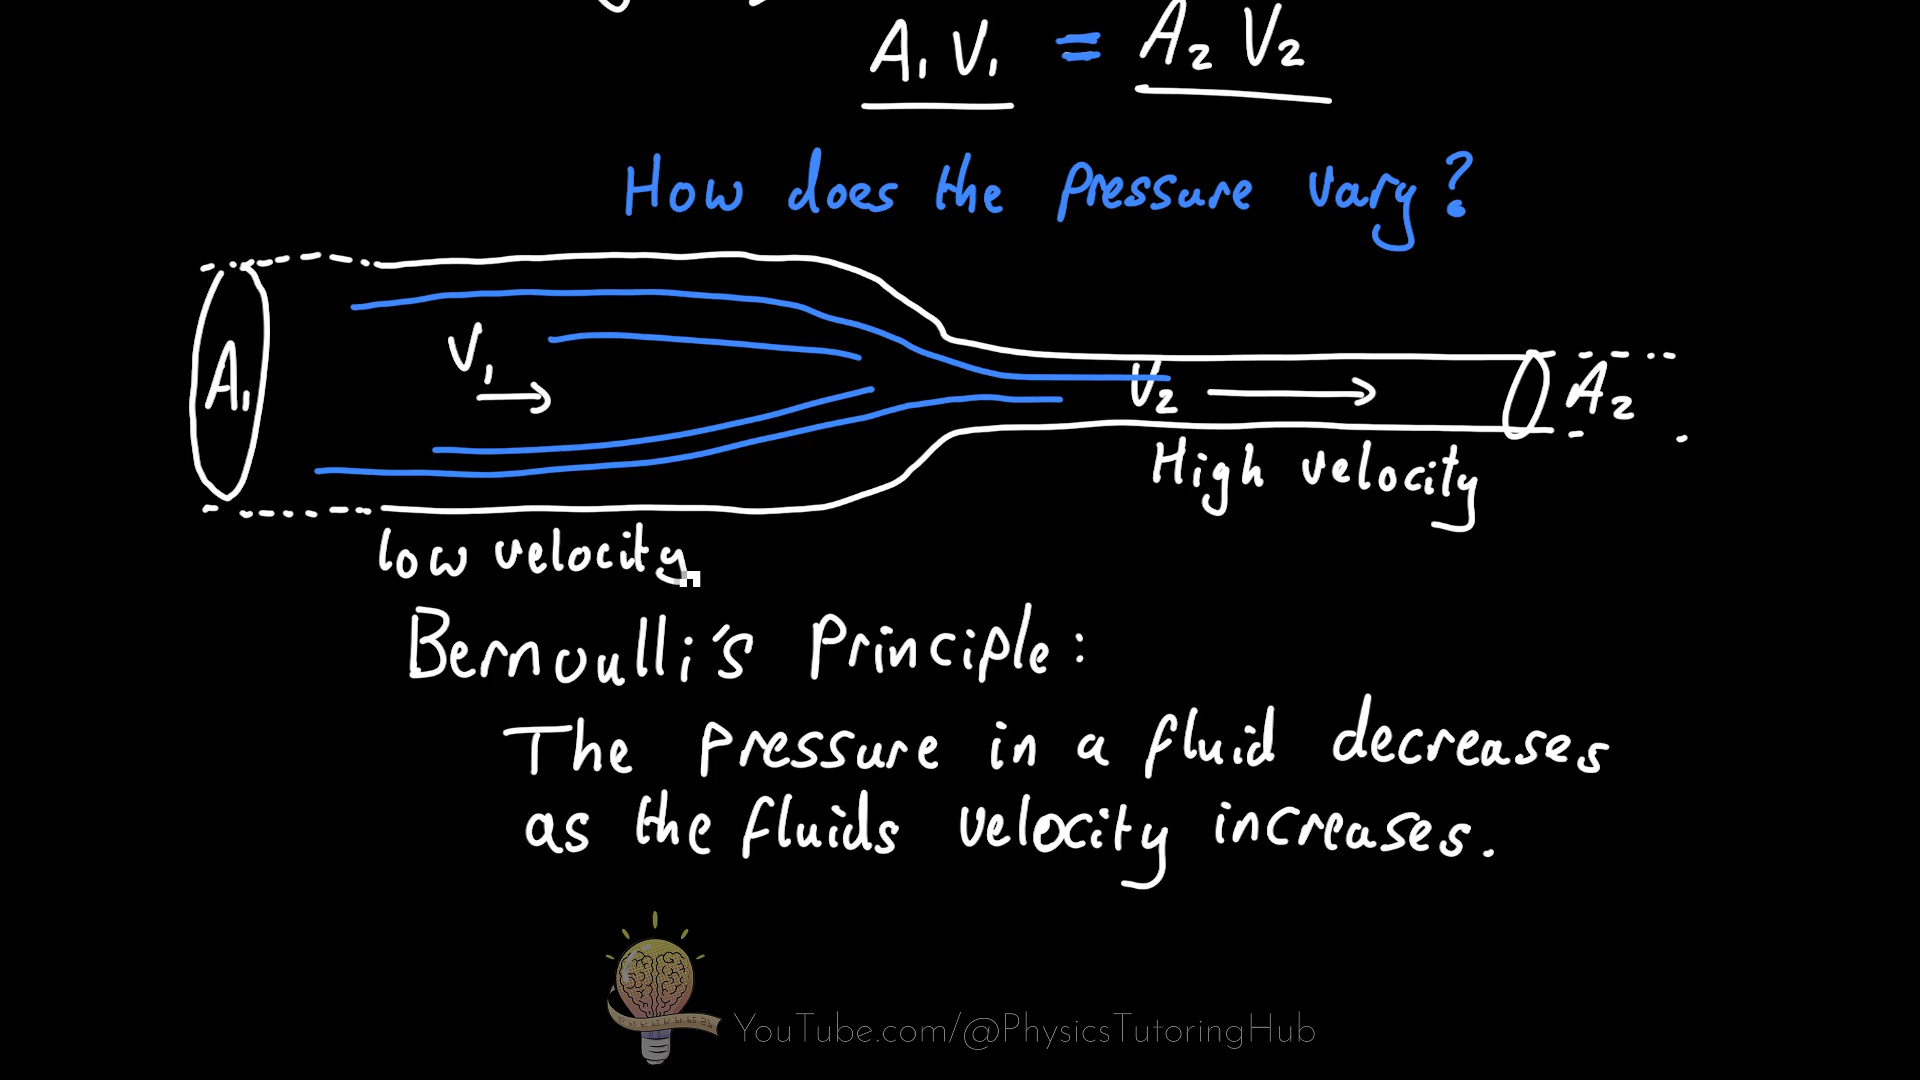 A₁ V₁ = A₂ V₂
How does the pressure vary?
A₁
V₁
V₂
A₂
High velocity
low velocity
Bernoulli's Principle:
The pressure in a fluid decreases
as the fluids velocity increases.
YouTube.com/@PhysicsTutoringHub